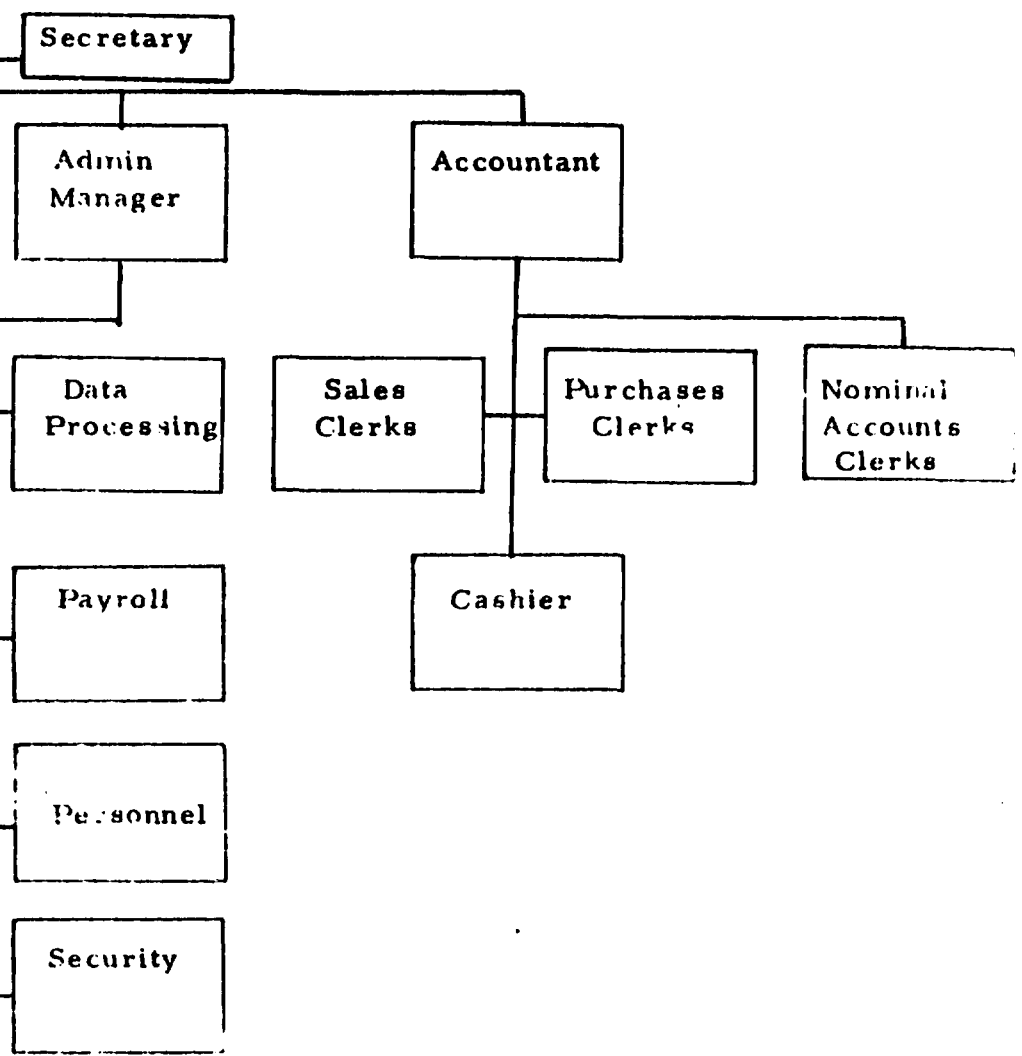 Secretary
Admin
Manager
Accountant
Data
Processing
Sales
Clerks
Purchases
Clerks
Nominal
Accounts
Clerks
Payroll
Cashier
Personnel
Security